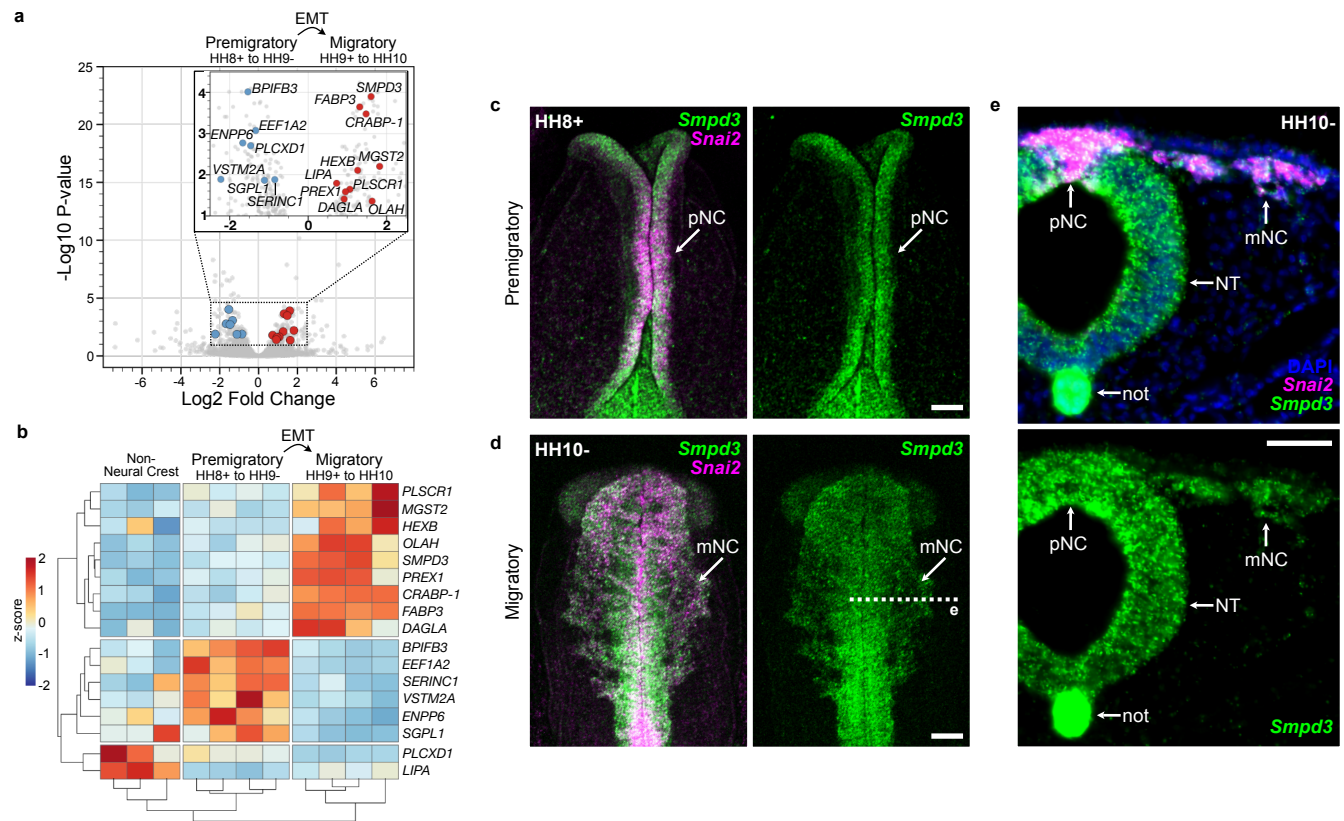 a
EMT
Premigratory
HH8+ to HH9-
Migratory
HH9+ to HH10
25
20
15
10
5
0
-Log10 P-value
-6
-4
-2
0
2
4
6
Log2 Fold Change
4
3
2
1
-2
0
2
BPIFB3
EEF1A2
ENPP6
PLCXD1
VSTM2A
SGPL1
SERINC1
SMPD3
FABP3
CRABP-1
HEXB
MGST2
LIPA
PLSCR1
PREX1
DAGLA
OLAH
b
EMT
Non-
Neural Crest
Premigratory
HH8+ to HH9-
Migratory
HH9+ to HH10
z-score
2
1
0
-1
-2
PLSCR1
MGST2
HEXB
OLAH
SMPD3
PREX1
CRABP-1
FABP3
DAGLA
BPIFB3
EEF1A2
SERINC1
VSTM2A
ENPP6
SGPL1
PLCXD1
LIPA
c
Premigratory
HH8+
Smpd3
Snai2
pNC
Smpd3
pNC
d
Migratory
HH10-
Smpd3
Snai2
mNC
Smpd3
mNC
e
e
HH10-
pNC
mNC
NT
not
DAPI
Snai2
Smpd3
pNC
mNC
NT
not
Smpd3